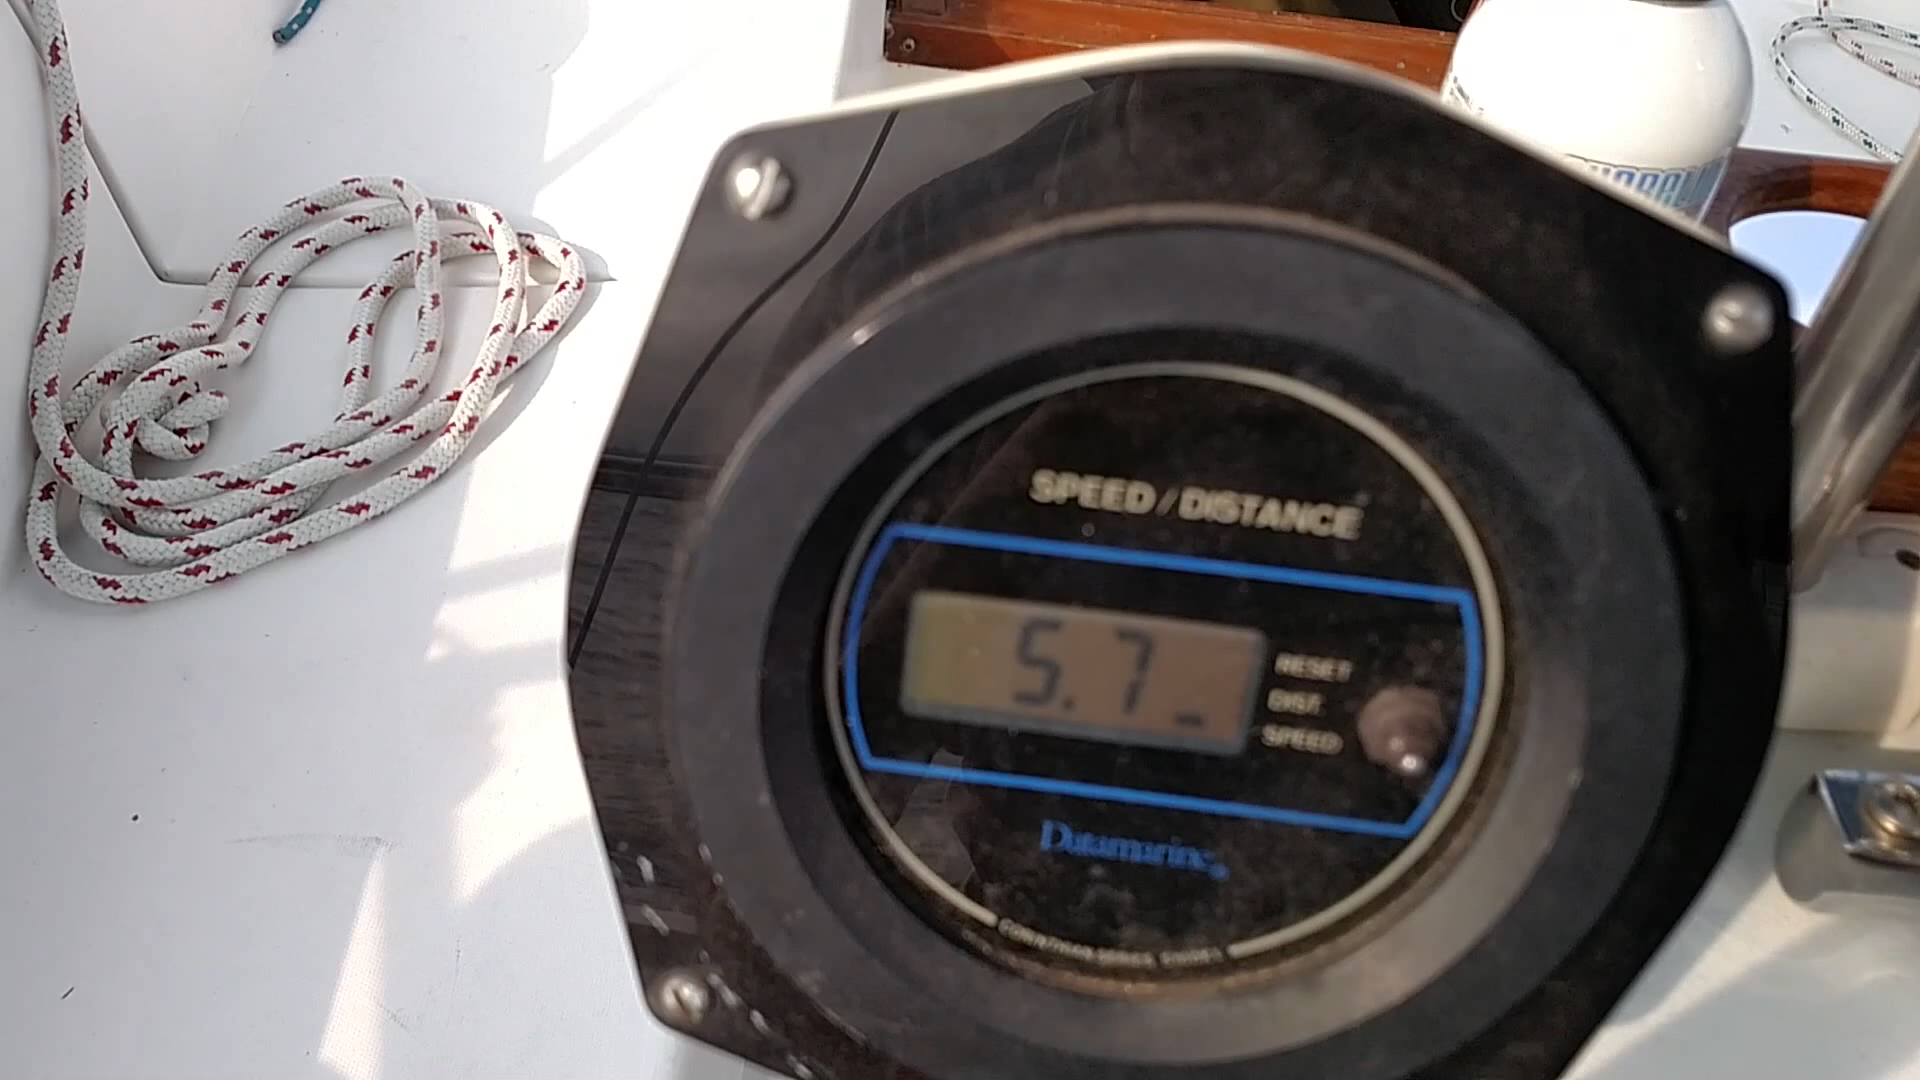 SPEED / DISTANCE
5.7
RESET
DIST.
SPEED
Datamarine